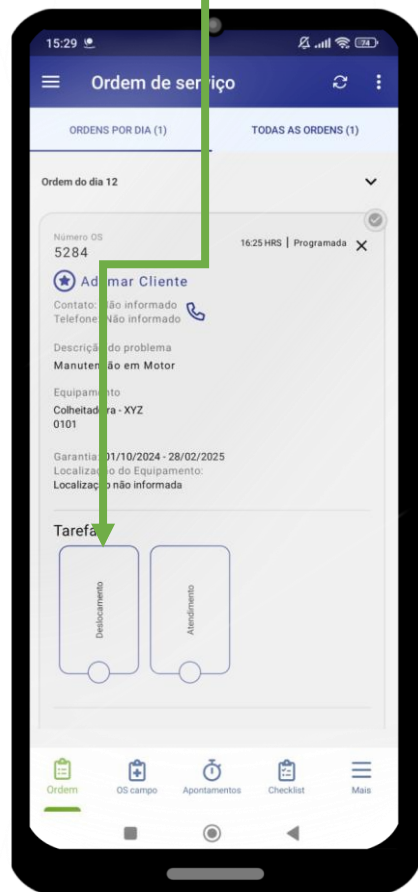 15:29
74
Ordem de serviço
ORDENS POR DIA (1)
TODAS AS ORDENS (1)
Ordem do dia 12
Número OS
5284
16:25 HRS | Programada
Ademar Cliente
Contato: Não informado
Telefone: Não informado
Descrição do problema
Manutenção em Motor
Equipamento
Colheitadeira - XYZ
0101
Garantia: 01/10/2024 - 28/02/2025
Localização do Equipamento:
Localização não informada
Tarefa
Deslocamento
Atendimento
Ordem
OS campo
Apontamentos
Checklist
Mais